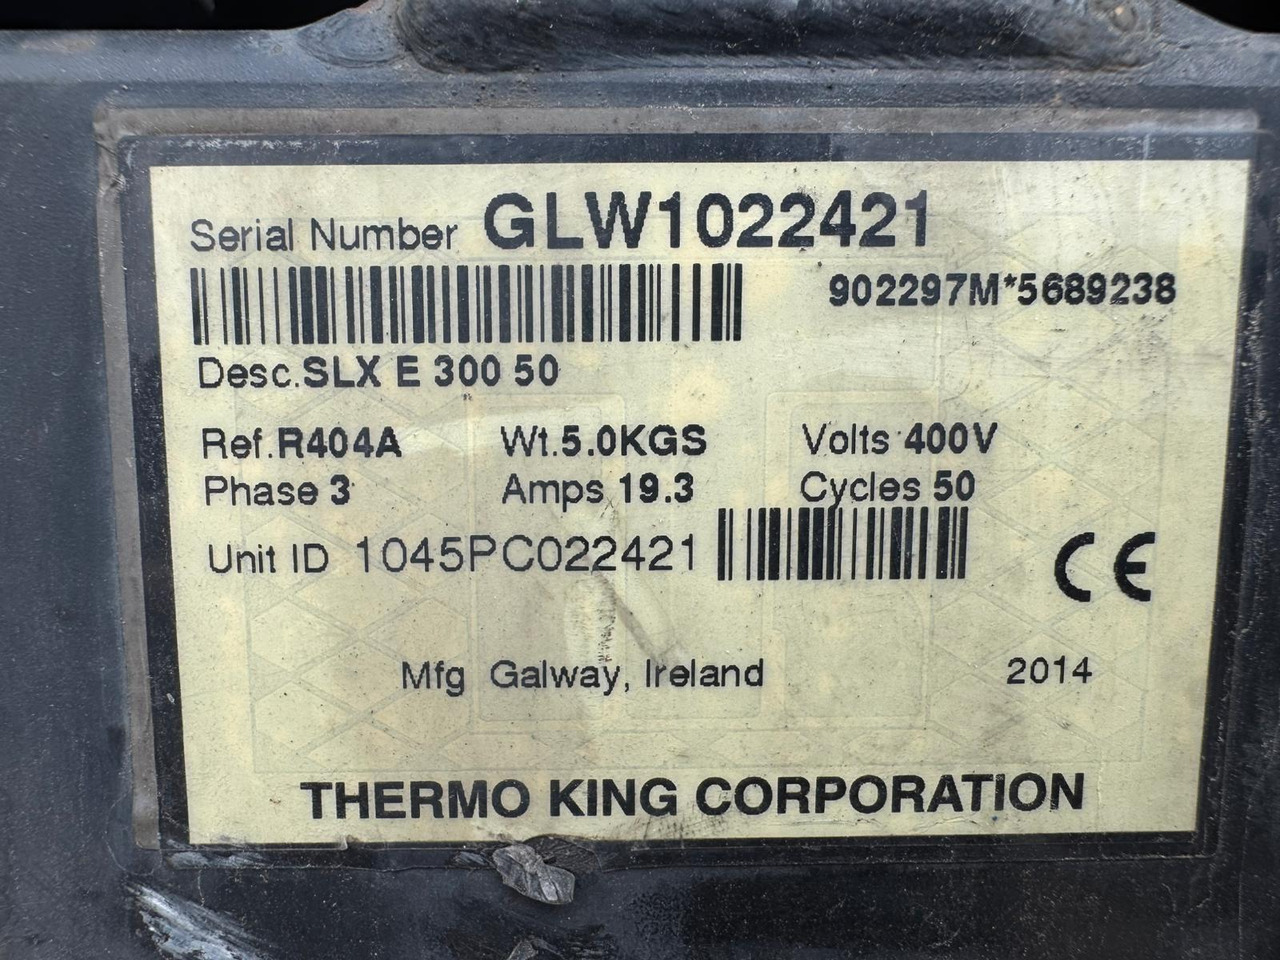 Serial Number GLW1022421
902297M*5689238
Desc.SLX E 300 50
Ref.R404A Wt.5.0KGS Volts 400V
Phase 3 Amps 19.3 Cycles 50
Unit ID 1045PC022421
CE
Mfg Galway, Ireland 2014
THERMO KING CORPORATION